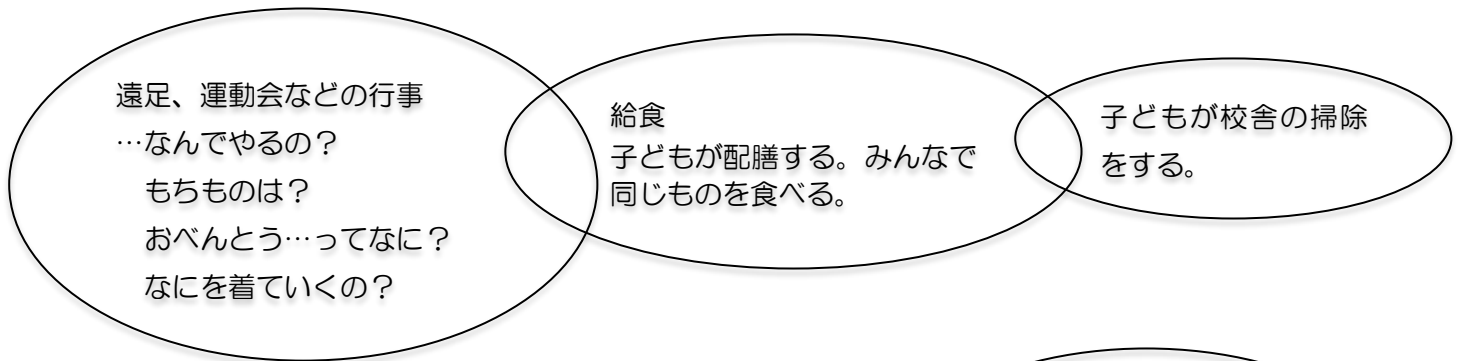 遠足、運動会などの行事
…なんでやるの？
もちものは？
おべんとう…ってなに？
なにを着ていくの？
給食
子どもが配膳する。みんなで
同じものを食べる。
子どもが校舎の掃除
をする。